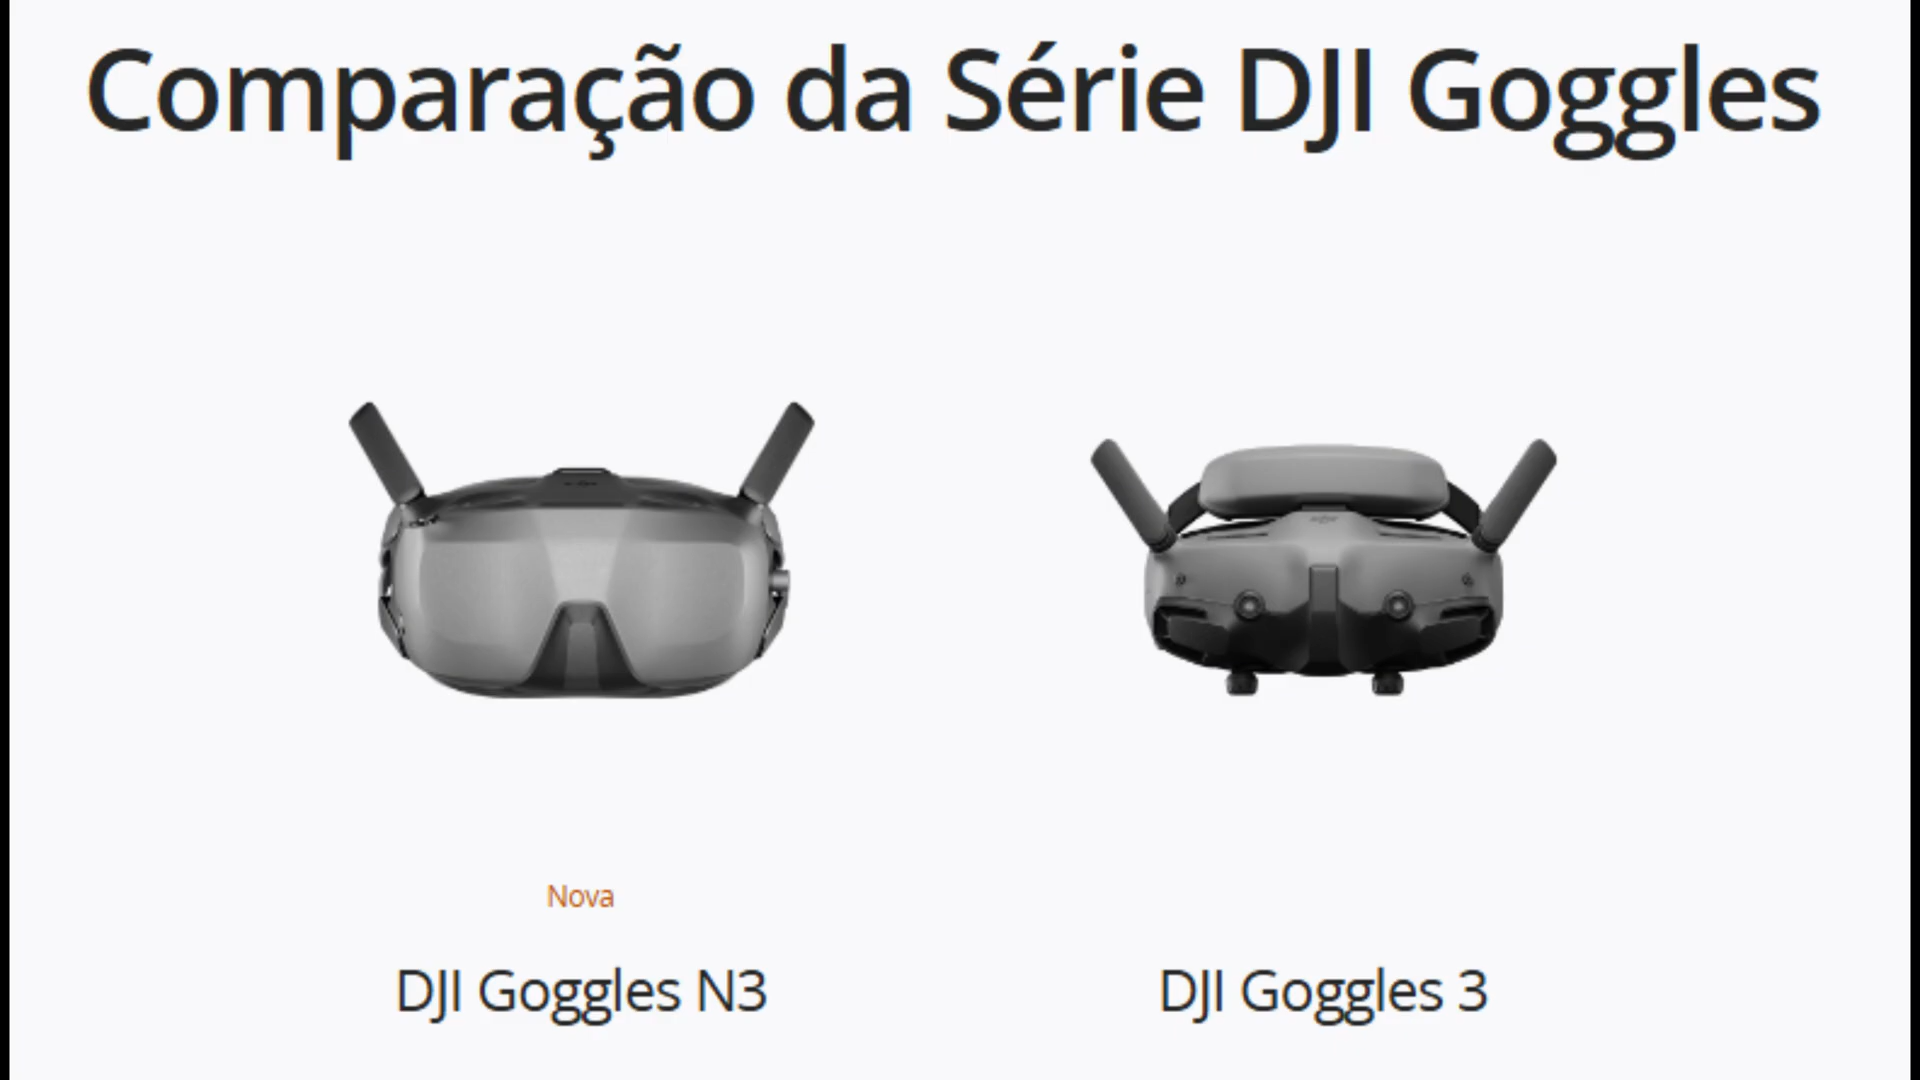 Comparação da Série DJI Goggles
Nova
DJI Goggles N3
DJI Goggles 3